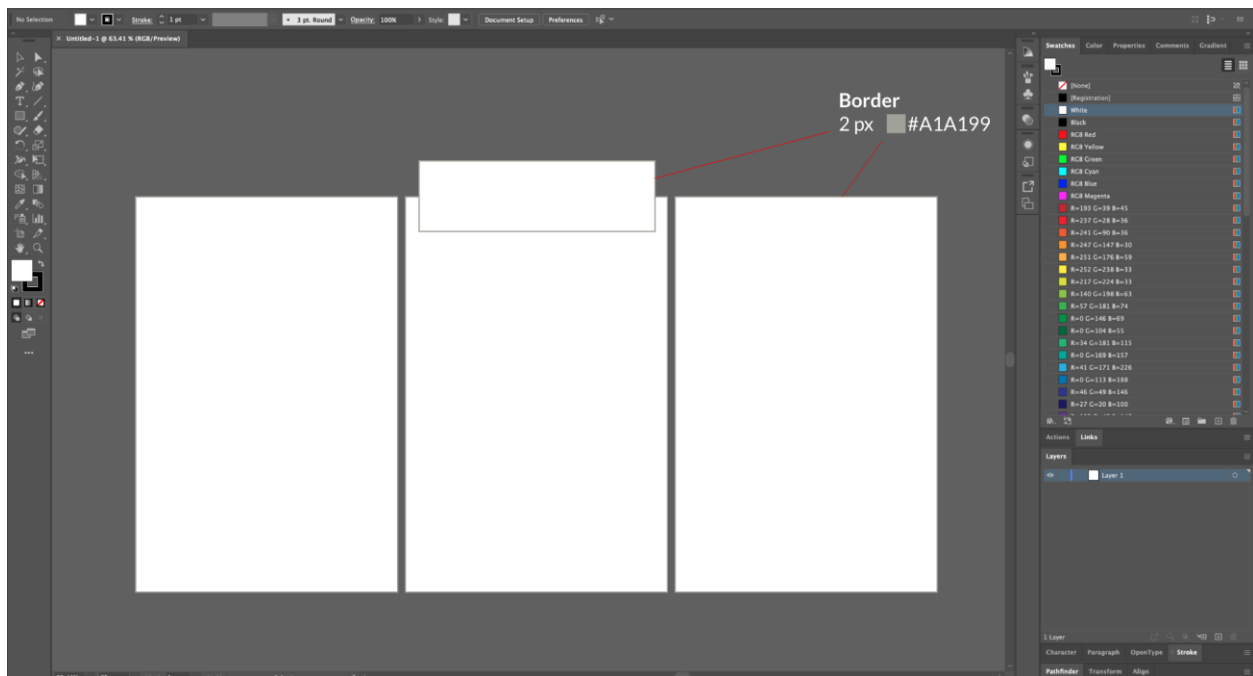 No Selection
Stroke: 1 pt
1 pt. Round
Opacity: 100%
Style:
Document Setup
Preferences
× Untitled-1 @ 63.41 % (RGB/Preview)
Border
2 px #A1A199
Swatches Color Properties Comments Gradient
[None]
[Registration]
White
Black
RGB Red
RGB Yellow
RGB Green
RGB Cyan
RGB Blue
RGB Magenta
R=193 G=39 B=45
R=237 G=28 B=36
R=241 G=90 B=36
R=247 G=147 B=30
R=251 G=176 B=59
R=252 G=238 B=33
R=217 G=224 B=33
R=140 G=198 B=63
R=57 G=181 B=74
R=0 G=146 B=69
R=0 G=104 B=55
R=34 G=181 B=115
R=0 G=169 B=157
R=41 G=171 B=226
R=0 G=113 B=188
R=46 G=49 B=146
R=27 G=20 B=100
Actions Links
Layers
Layer 1
1 Layer
Character Paragraph OpenType Stroke
Pathfinder Transform Align